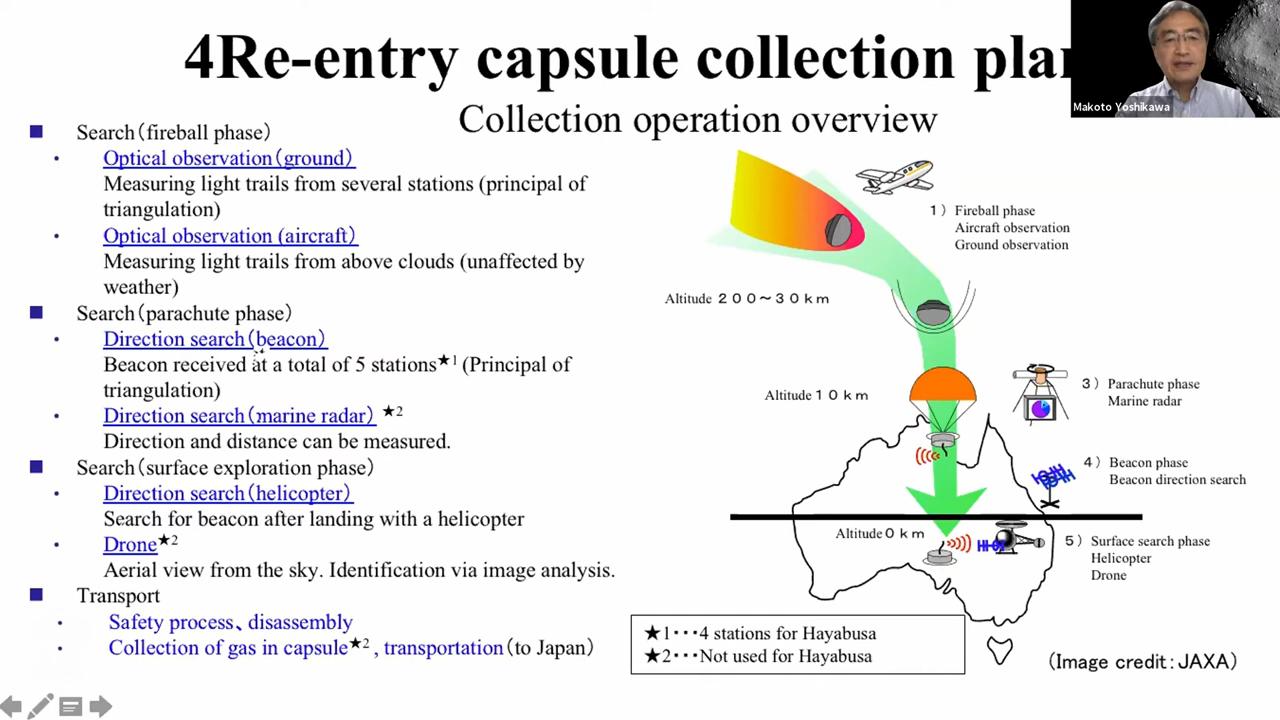 4Re-entry capsule collection plan
Makoto Yoshikawa
Collection operation overview
■ Search（fireball phase）
・ Optical observation（ground）
Measuring light trails from several stations (principal of
triangulation)
・ Optical observation (aircraft）
Measuring light trails from above clouds (unaffected by
weather)
■ Search（parachute phase）
・ Direction search（beacon）
Beacon received at a total of 5 stations★1 (Principal of
triangulation)
・ Direction search（marine radar） ★2
Direction and distance can be measured.
■ Search（surface exploration phase）
・ Direction search（helicopter）
Search for beacon after landing with a helicopter
・ Drone★2
Aerial view from the sky. Identification via image analysis.
■ Transport
・ Safety process、disassembly
・ Collection of gas in capsule★2 , transportation（to Japan）
１） Fireball phase
Aircraft observation
Ground observation
Altitude ２００～３０ｋｍ
Altitude１０ｋｍ
３） Parachute phase
Marine radar
４） Beacon phase
Beacon direction search
Altitude０ｋｍ
５） Surface search phase
Helicopter
Drone
★1・・・4 stations for Hayabusa
★2・・・Not used for Hayabusa
（Image credit：JAXA）